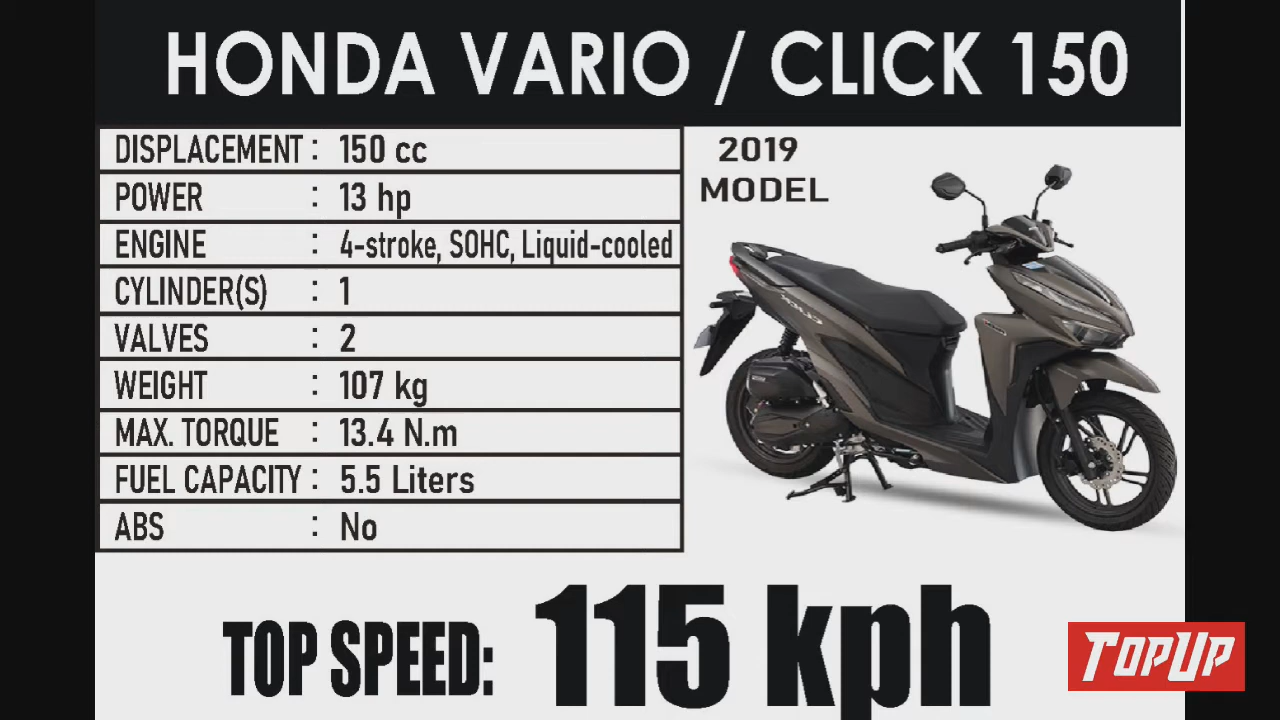 HONDA VARIO / CLICK 150
DISPLACEMENT : 150 cc
POWER : 13 hp
ENGINE : 4-stroke, SOHC, Liquid-cooled
CYLINDER(S) : 1
VALVES : 2
WEIGHT : 107 kg
MAX. TORQUE : 13.4 N.m
FUEL CAPACITY : 5.5 Liters
ABS : No
2019
MODEL
CLICK
TOP SPEED: 115 kph
TOPUP